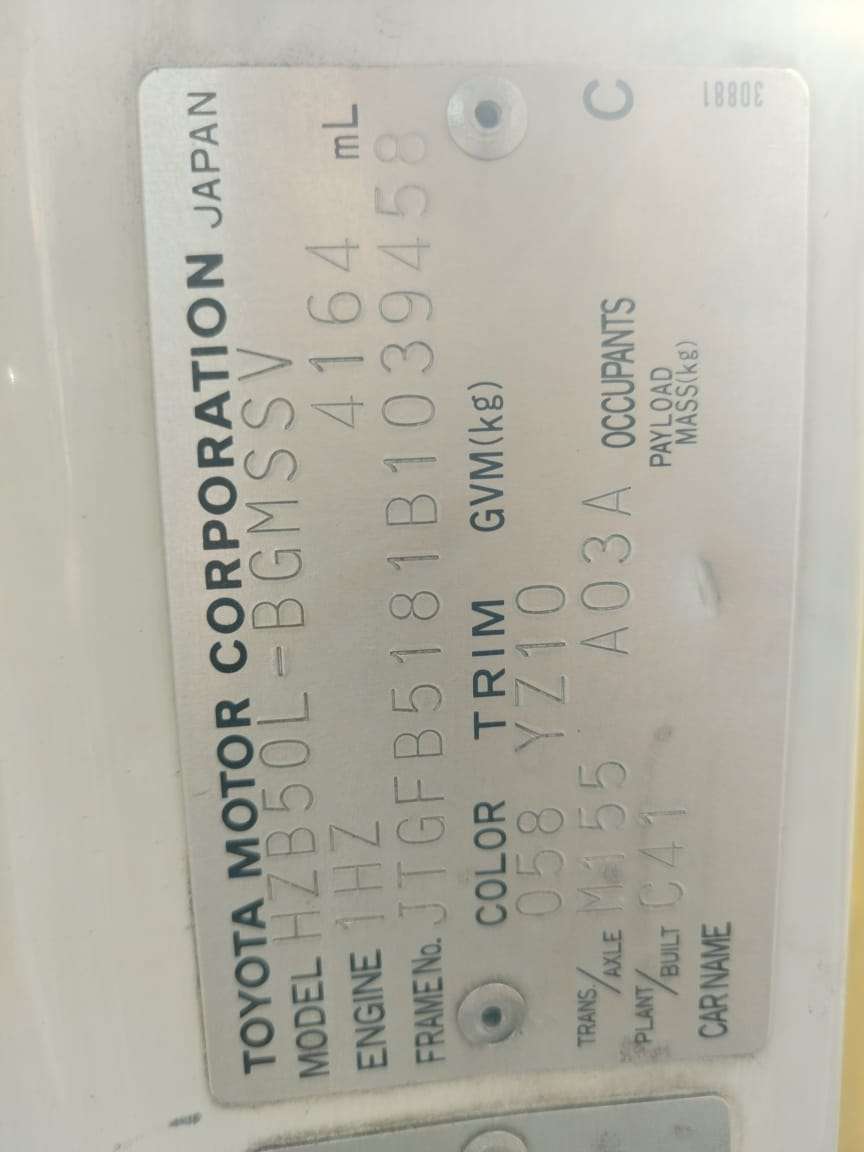 TOYOTA MOTOR CORPORATION JAPAN
MODEL HZB50L-BGMSSV
ENGINE 1HZ 4164 mL
FRAME No. JTGFB5181B1039458
COLOR TRIM GVM(kg)
058 YZ10
TRANS./AXLE M155 A03A OCCUPANTS C
PLANT/BUILT C41 PAYLOAD MASS(kg)
CAR NAME
30881